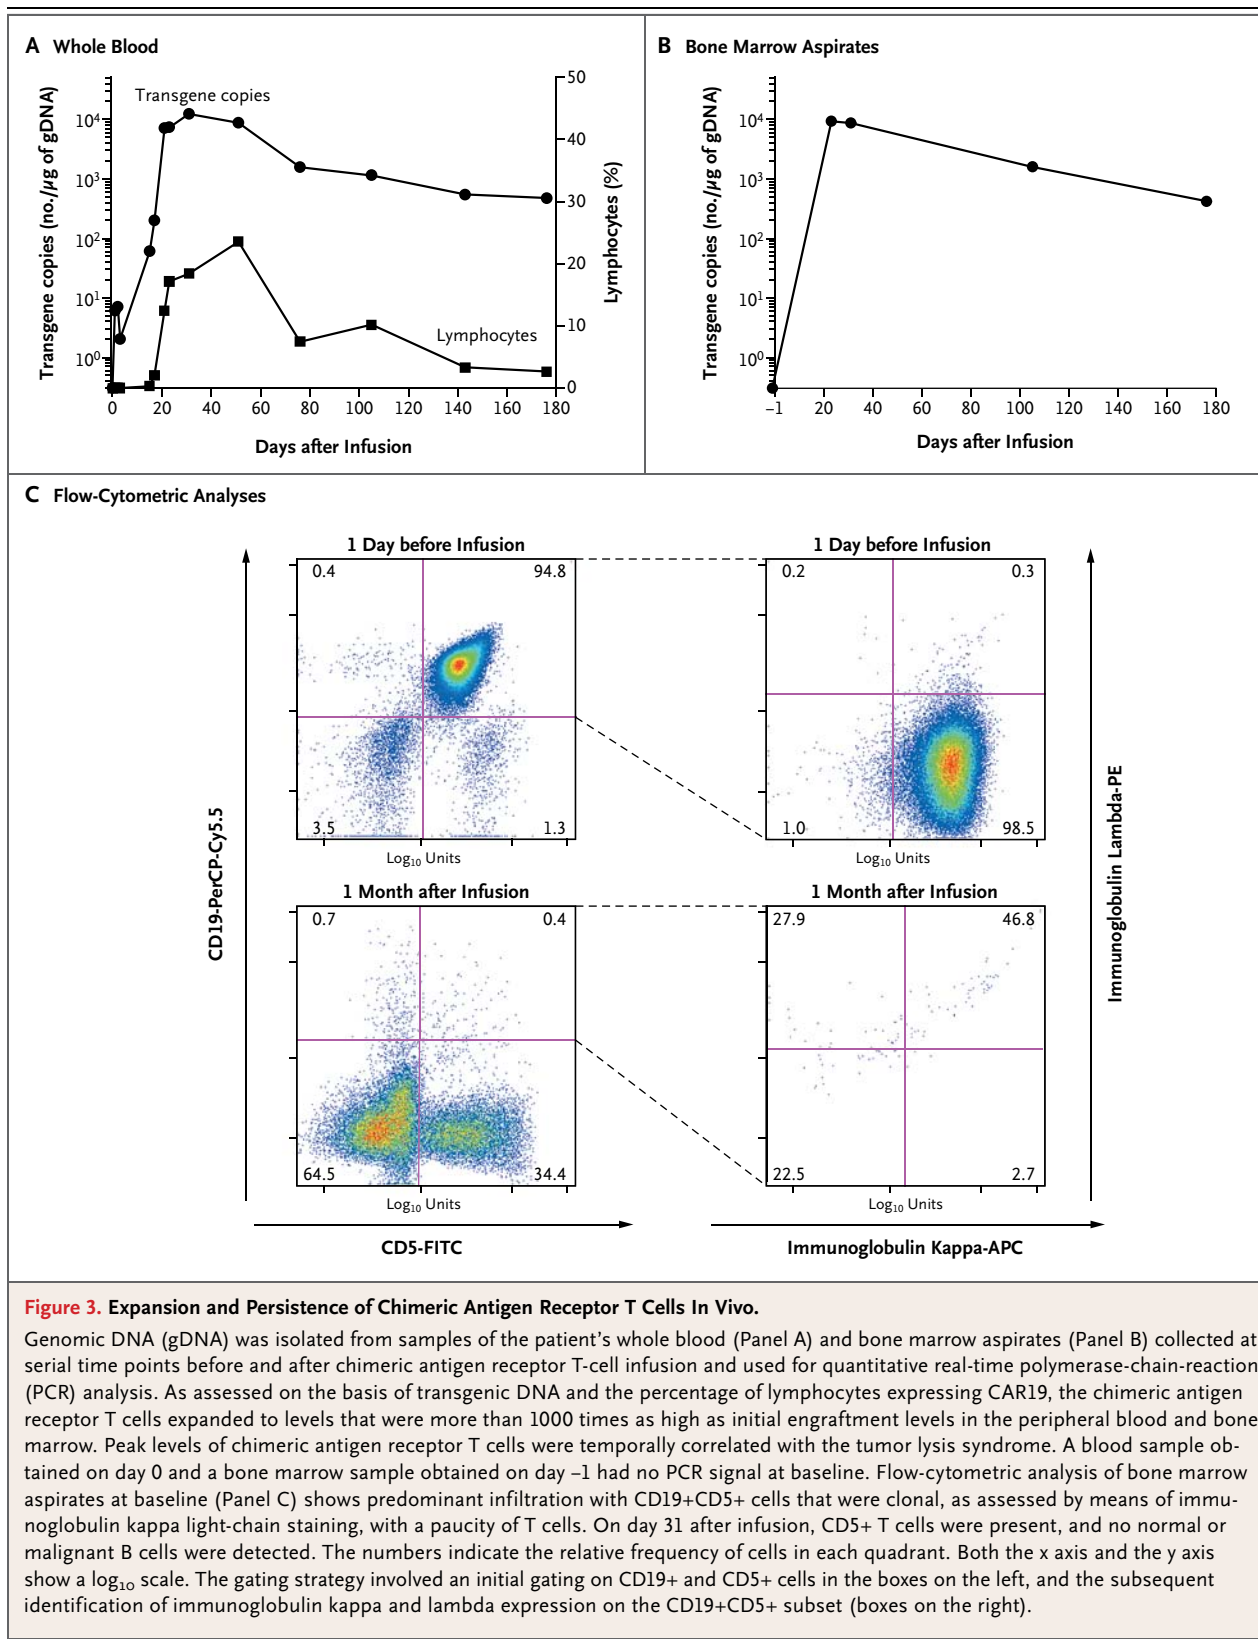 A Whole Blood
Transgene copies (no./µg of gDNA)
10⁴
10³
10²
10¹
10⁰
Transgene copies
Lymphocytes
50
40
30
20
10
0
Lymphocytes (%)
0 20 40 60 80 100 120 140 160 180
Days after Infusion
B Bone Marrow Aspirates
Transgene copies (no./µg of gDNA)
10⁴
10³
10²
10¹
10⁰
−1 20 40 60 80 100 120 140 160 180
Days after Infusion
C Flow-Cytometric Analyses
CD19-PerCP-Cy5.5
1 Day before Infusion
0.4 94.8
3.5 1.3
Log₁₀ Units
1 Day before Infusion
0.2 0.3
1.0 98.5
Log₁₀ Units
1 Month after Infusion
0.7 0.4
64.5 34.4
Log₁₀ Units
1 Month after Infusion
27.9 46.8
22.5 2.7
Log₁₀ Units
Immunoglobulin Lambda-PE
CD5-FITC
Immunoglobulin Kappa-APC
Figure 3. Expansion and Persistence of Chimeric Antigen Receptor T Cells In Vivo.
Genomic DNA (gDNA) was isolated from samples of the patient's whole blood (Panel A) and bone marrow aspirates (Panel B) collected at
serial time points before and after chimeric antigen receptor T-cell infusion and used for quantitative real-time polymerase-chain-reaction
(PCR) analysis. As assessed on the basis of transgenic DNA and the percentage of lymphocytes expressing CAR19, the chimeric antigen
receptor T cells expanded to levels that were more than 1000 times as high as initial engraftment levels in the peripheral blood and bone
marrow. Peak levels of chimeric antigen receptor T cells were temporally correlated with the tumor lysis syndrome. A blood sample ob-
tained on day 0 and a bone marrow sample obtained on day −1 had no PCR signal at baseline. Flow-cytometric analysis of bone marrow
aspirates at baseline (Panel C) shows predominant infiltration with CD19+CD5+ cells that were clonal, as assessed by means of immu-
noglobulin kappa light-chain staining, with a paucity of T cells. On day 31 after infusion, CD5+ T cells were present, and no normal or
malignant B cells were detected. The numbers indicate the relative frequency of cells in each quadrant. Both the x axis and the y axis
show a log₁₀ scale. The gating strategy involved an initial gating on CD19+ and CD5+ cells in the boxes on the left, and the subsequent
identification of immunoglobulin kappa and lambda expression on the CD19+CD5+ subset (boxes on the right).